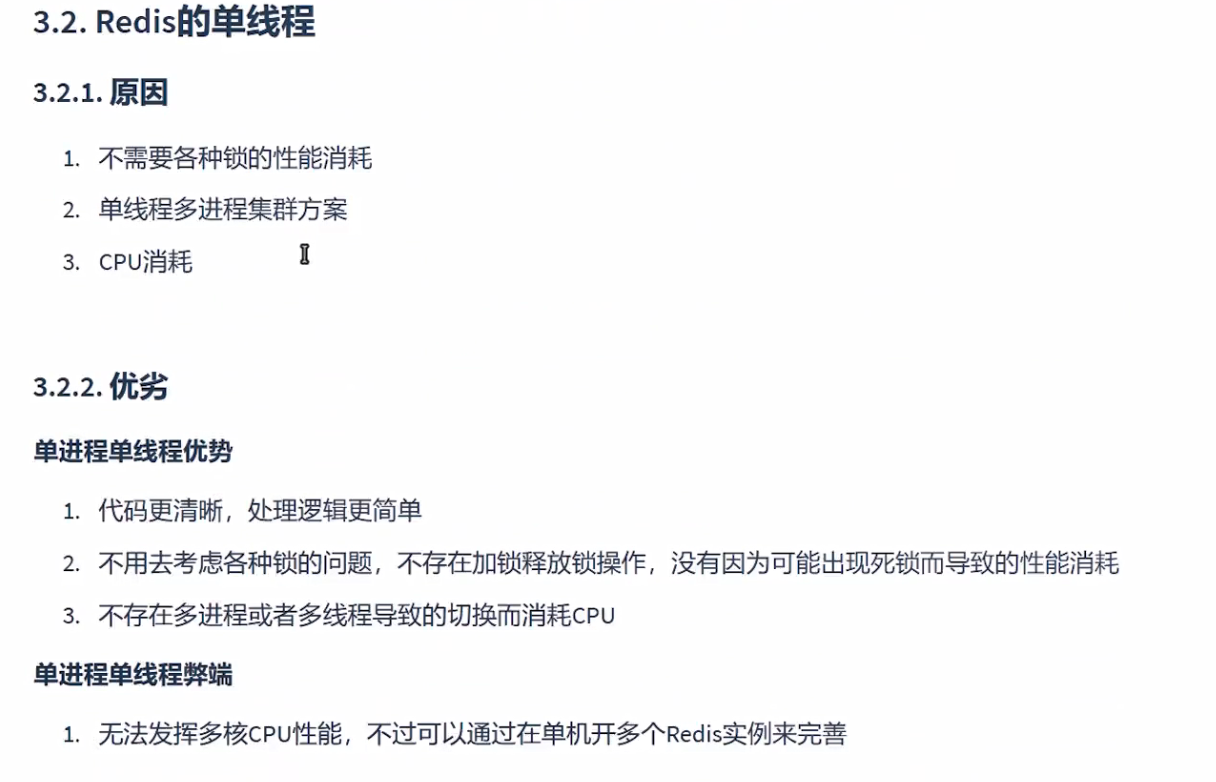 3.2. Redis的单线程
3.2.1. 原因
1. 不需要各种锁的性能消耗
2. 单线程多进程集群方案
3. CPU消耗
3.2.2. 优劣
单进程单线程优势
1. 代码更清晰，处理逻辑更简单
2. 不用去考虑各种锁的问题，不存在加锁释放锁操作，没有因为可能出现死锁而导致的性能消耗
3. 不存在多进程或者多线程导致的切换而消耗CPU
单进程单线程弊端
1. 无法发挥多核CPU性能，不过可以通过在单机开多个Redis实例来完善